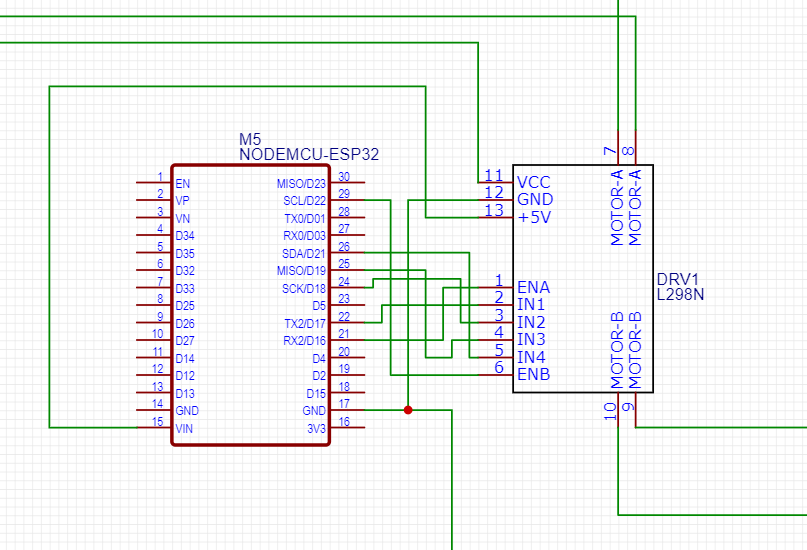 M5
NODEMCU-ESP32
1 EN MISO/D23 30
2 VP SCL/D22 29
3 VN TX0/D01 28
4 D34 RX0/D03 27
5 D35 SDA/D21 26
6 D32 MISO/D19 25
7 D33 SCK/D18 24
8 D25 D5 23
9 D26 TX2/D17 22
10 D27 RX2/D16 21
11 D14 D4 20
12 D12 D2 19
13 D13 D15 18
14 GND GND 17
15 VIN 3V3 16
7 8
MOTOR-A
MOTOR-A
11 VCC
12 GND
13 +5V
1 ENA
2 IN1
3 IN2
4 IN3
5 IN4
6 ENB
DRV1
L298N
MOTOR-B
MOTOR-B
10 9